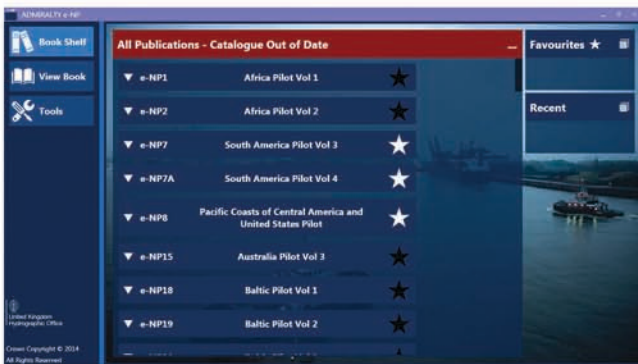 ADMIRALTY e-NP
Book Shelf
View Book
Tools
All Publications - Catalogue Out of Date
e-NP1 Africa Pilot Vol 1
e-NP2 Africa Pilot Vol 2
e-NP7 South America Pilot Vol 3
e-NP7A South America Pilot Vol 4
e-NP8 Pacific Coasts of Central America and
United States Pilot
e-NP15 Australia Pilot Vol 3
e-NP18 Baltic Pilot Vol 1
e-NP19 Baltic Pilot Vol 2
Favourites
Recent
United Kingdom
Hydrographic Office
Crown Copyright © 2014
All Rights Reserved